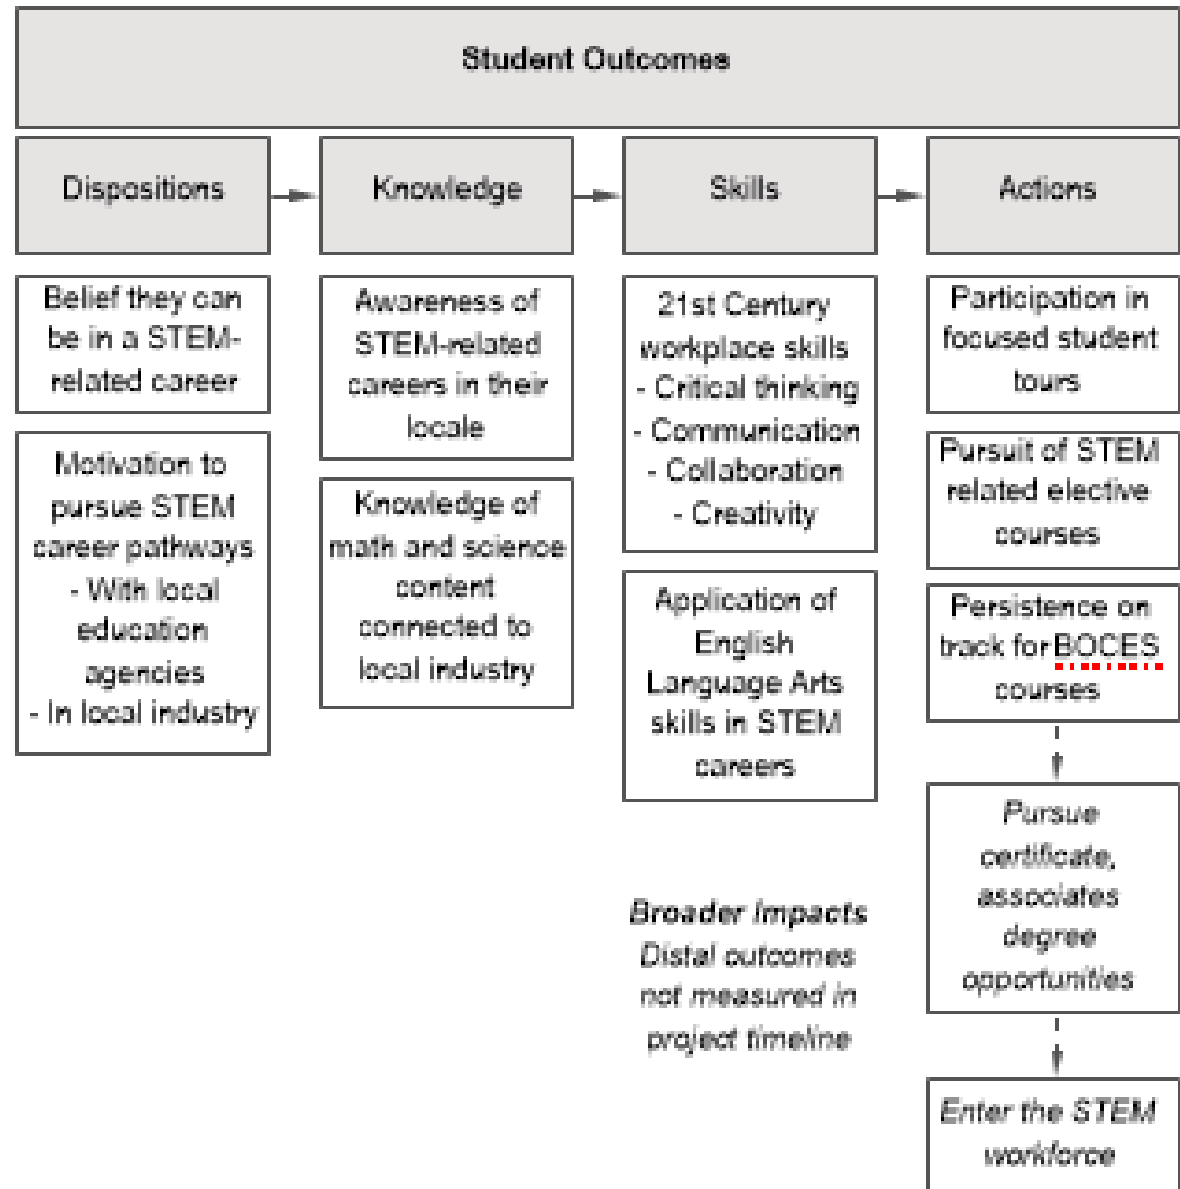 Student Outcomes
Dispositions
Knowledge
Skills
Actions
Belief they can
be in a STEM-
related career
Motivation to
pursue STEM
career pathways
- With local
education
agencies
- In local industry
Awareness of
STEM-related
careers in their
locale
Knowledge of
math and science
content
connected to
local industry
21st Century
workplace skills
- Critical thinking
- Communication
- Collaboration
- Creativity
Application of
English
Language Arts
skills in STEM
careers
Participation in
focused student
tours
Pursuit of STEM
related elective
courses
Persistence on
track for BOCES
courses
Pursue
certificate,
associates
degree
opportunities
Broader Impacts
Distal outcomes
not measured in
project timeline
Enter the STEM
workforce